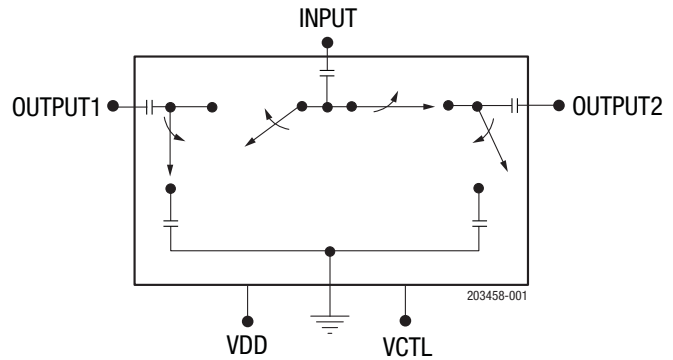 INPUT
OUTPUT1
OUTPUT2
203458-001
VDD
VCTL